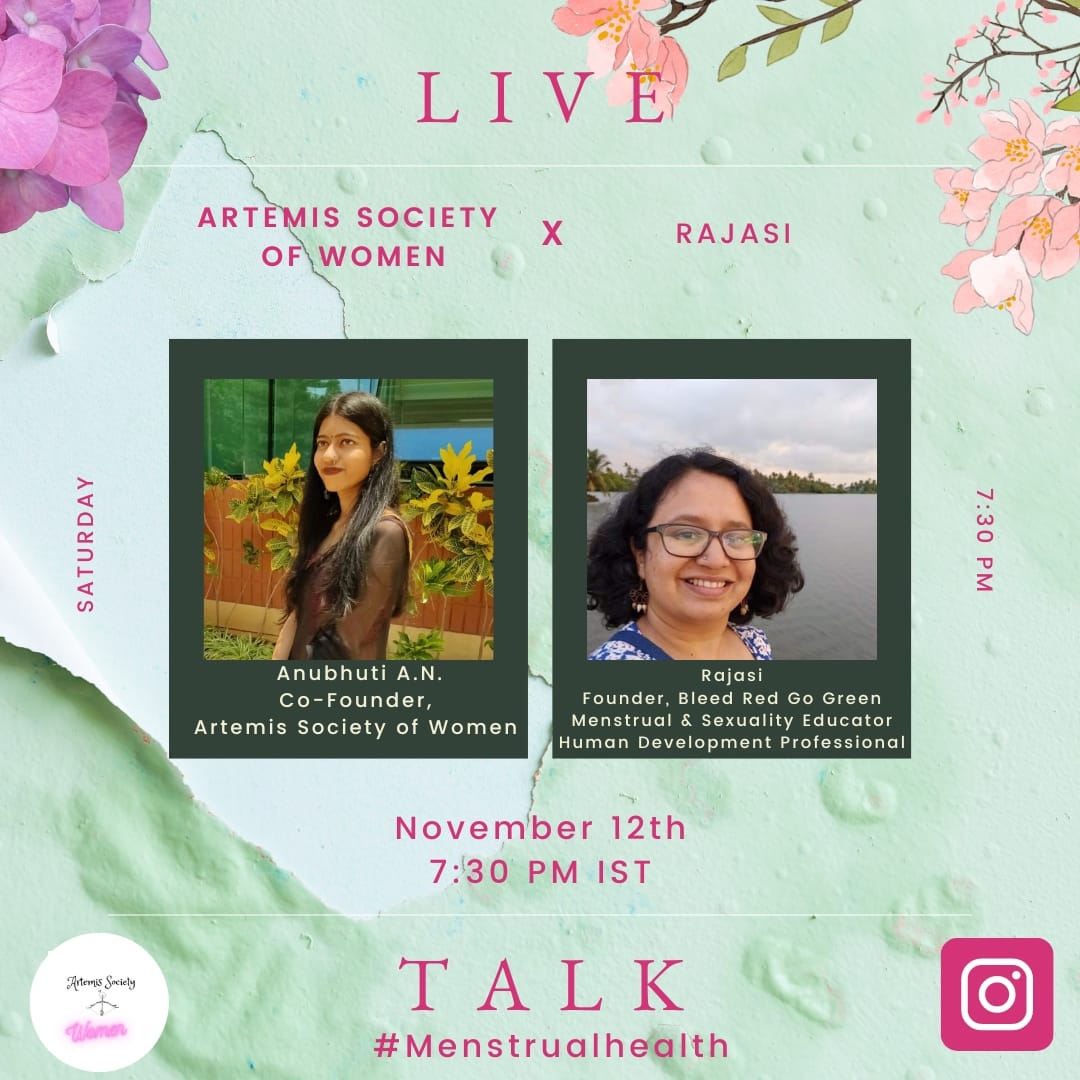 LIVE
ARTEMIS SOCIETY
OF WOMEN
X
RAJASI
SATURDAY
7:30 PM
Anubhuti A.N.
Co-Founder,
Artemis Society of Women
Rajasi
Founder, Bleed Red Go Green
Menstrual & Sexuality Educator
Human Development Professional
November 12th
7:30 PM IST
Artemis Society
Women
TALK
#Menstrualhealth